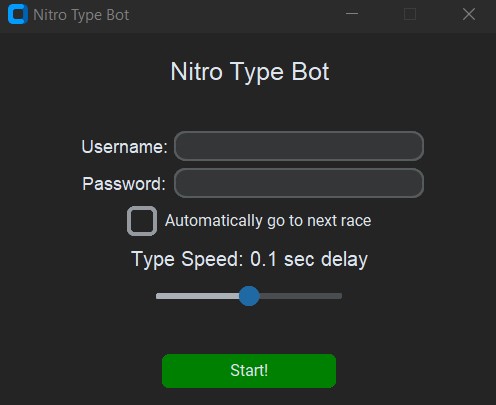 Nitro Type Bot
Nitro Type Bot
Username:
Password:
Automatically go to next race
Type Speed: 0.1 sec delay
Start!